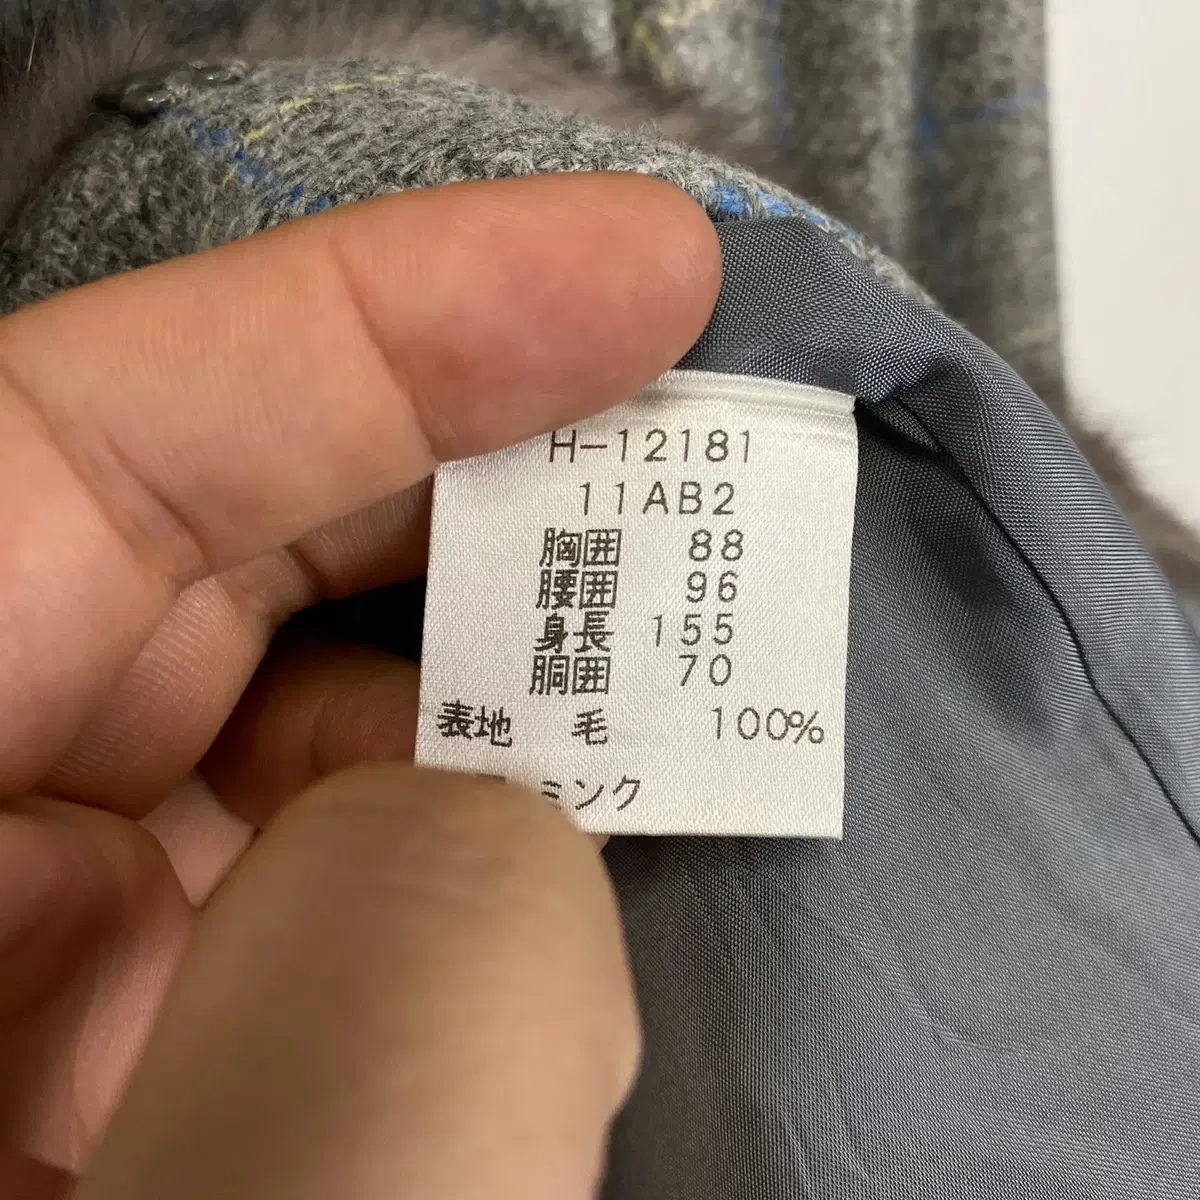 H-12181
11AB2
胸囲 88
腰囲 96
身長 155
胴囲 70
表地 毛 100%
ミンク